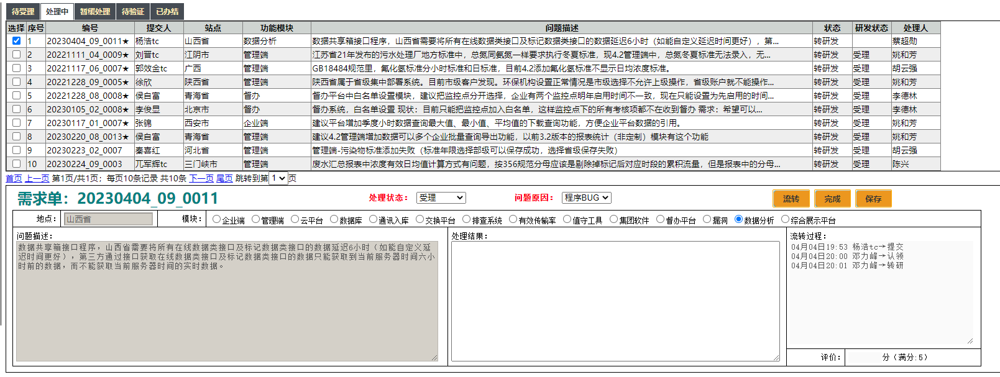 待受理 处理中 暂缓处理 待验证 已办结
选择 序号 编号 提交人 站点 功能模块 问题描述 状态 研发状态 处理人
1 20230404_09_0011★ 杨浩tc 山西省 数据分析 数据共享箱接口程序，山西省需要将所有在线数据类接口及标记数据类接口的数据延迟6小时（如能自定义延迟时间更好），第... 转研发 蔡超勋
2 20221111_04_0009★ 刘晋tc 江阴市 管理端 江苏省21年发布的污水处理厂地方标准中，总氮同氨氮一样要求执行冬夏标准，现4.2管理端中，总氮冬夏标准无法录入，无... 转研发 受理 姚和芳
3 20221117_06_0007★ 郭效金tc 广西 管理端 GB18484规范里，氟化氢标准分小时标准和日标准，目前4.2添加氟化氢标准不显示日均浓度标准。 转研发 受理 胡云强
4 20221228_09_0005★ 徐欣 陕西省 管理端 陕西省属于省级集中部署系统。目前市级客户发现。环保机构设置正常情况是市级选择不允许上级操作，省级账户就不能操作... 转研发 受理 姚和芳
5 20221228_08_0008★ 侯自富 青海省 督办 督办平台中白名单设置模块，建议把监控点分开选择，企业有两个监控点明年启用时间不一致，现在只能设置为先启用的时间... 转研发 受理 李德林
6 20230105_02_0008★ 李俊显 北京市 督办 督办系统，白名单设置 现状：目前只能把监控点加入白名单，这样监控点下的所有考核项都不在收到督办 需求：希望可以... 转研发 受理 李德林
7 20230117_01_0007★ 张锦 西安市 企业端 建议平台增加季度小时数据查询最大值、最小值、平均值的下载查询功能，方便企业平台数据的引用。 转研发 受理 姚和芳
8 20230220_08_0013★ 侯自富 青海省 管理端 建议4.2管理端增加数据可以多个企业批量查询导出功能，以前3.2版本的报表统计（非定制）模块有这个功能 转研发 受理 姚和芳
9 20230223_02_0007 秦喜红 河北省 管理端 管理端-污染物标准添加失败（标准年限选择部级可以保存成功，选择省级保存失败） 转研发 受理 胡云强
10 20230224_09_0003 兀军辉tc 三门峡市 管理端 废水汇总报表中浓度有效日均值计算方式有问题，按356规范分母应该是剔除掉标记后对应时段的累积流量，但是报表中的分母... 转研发 受理 陈兴
首页 上一页 第1页/共1页；每页10条记录 共10条 下一页 尾页 跳转到第 1 页
需求单：20230404_09_0011 处理状态： 受理 问题原因： 程序BUG 流转 完成 保存
地点： 山西省 模块： 企业端 管理端 云平台 数据库 通讯入库 交换平台 排查系统 有效传输率 值守工具 集团软件 督办平台 漏洞 数据分析 综合展示平台
问题描述：
数据共享箱接口程序，山西省需要将所有在线数据类接口及标记数据类接口的数据延迟6小时（如能自定义延
迟时间更好），第三方通过接口获取在线数据类接口及标记数据类接口的数据只能获取到当前服务器时间六小
时前的数据，而不能获取当前服务器时间的实时数据。
处理结果：
流转过程：
04月04日19:53 杨浩tc→提交
04月04日20:00 邓力峰→认领
04月04日20:01 邓力峰→转研
评价： 分（满分:5）